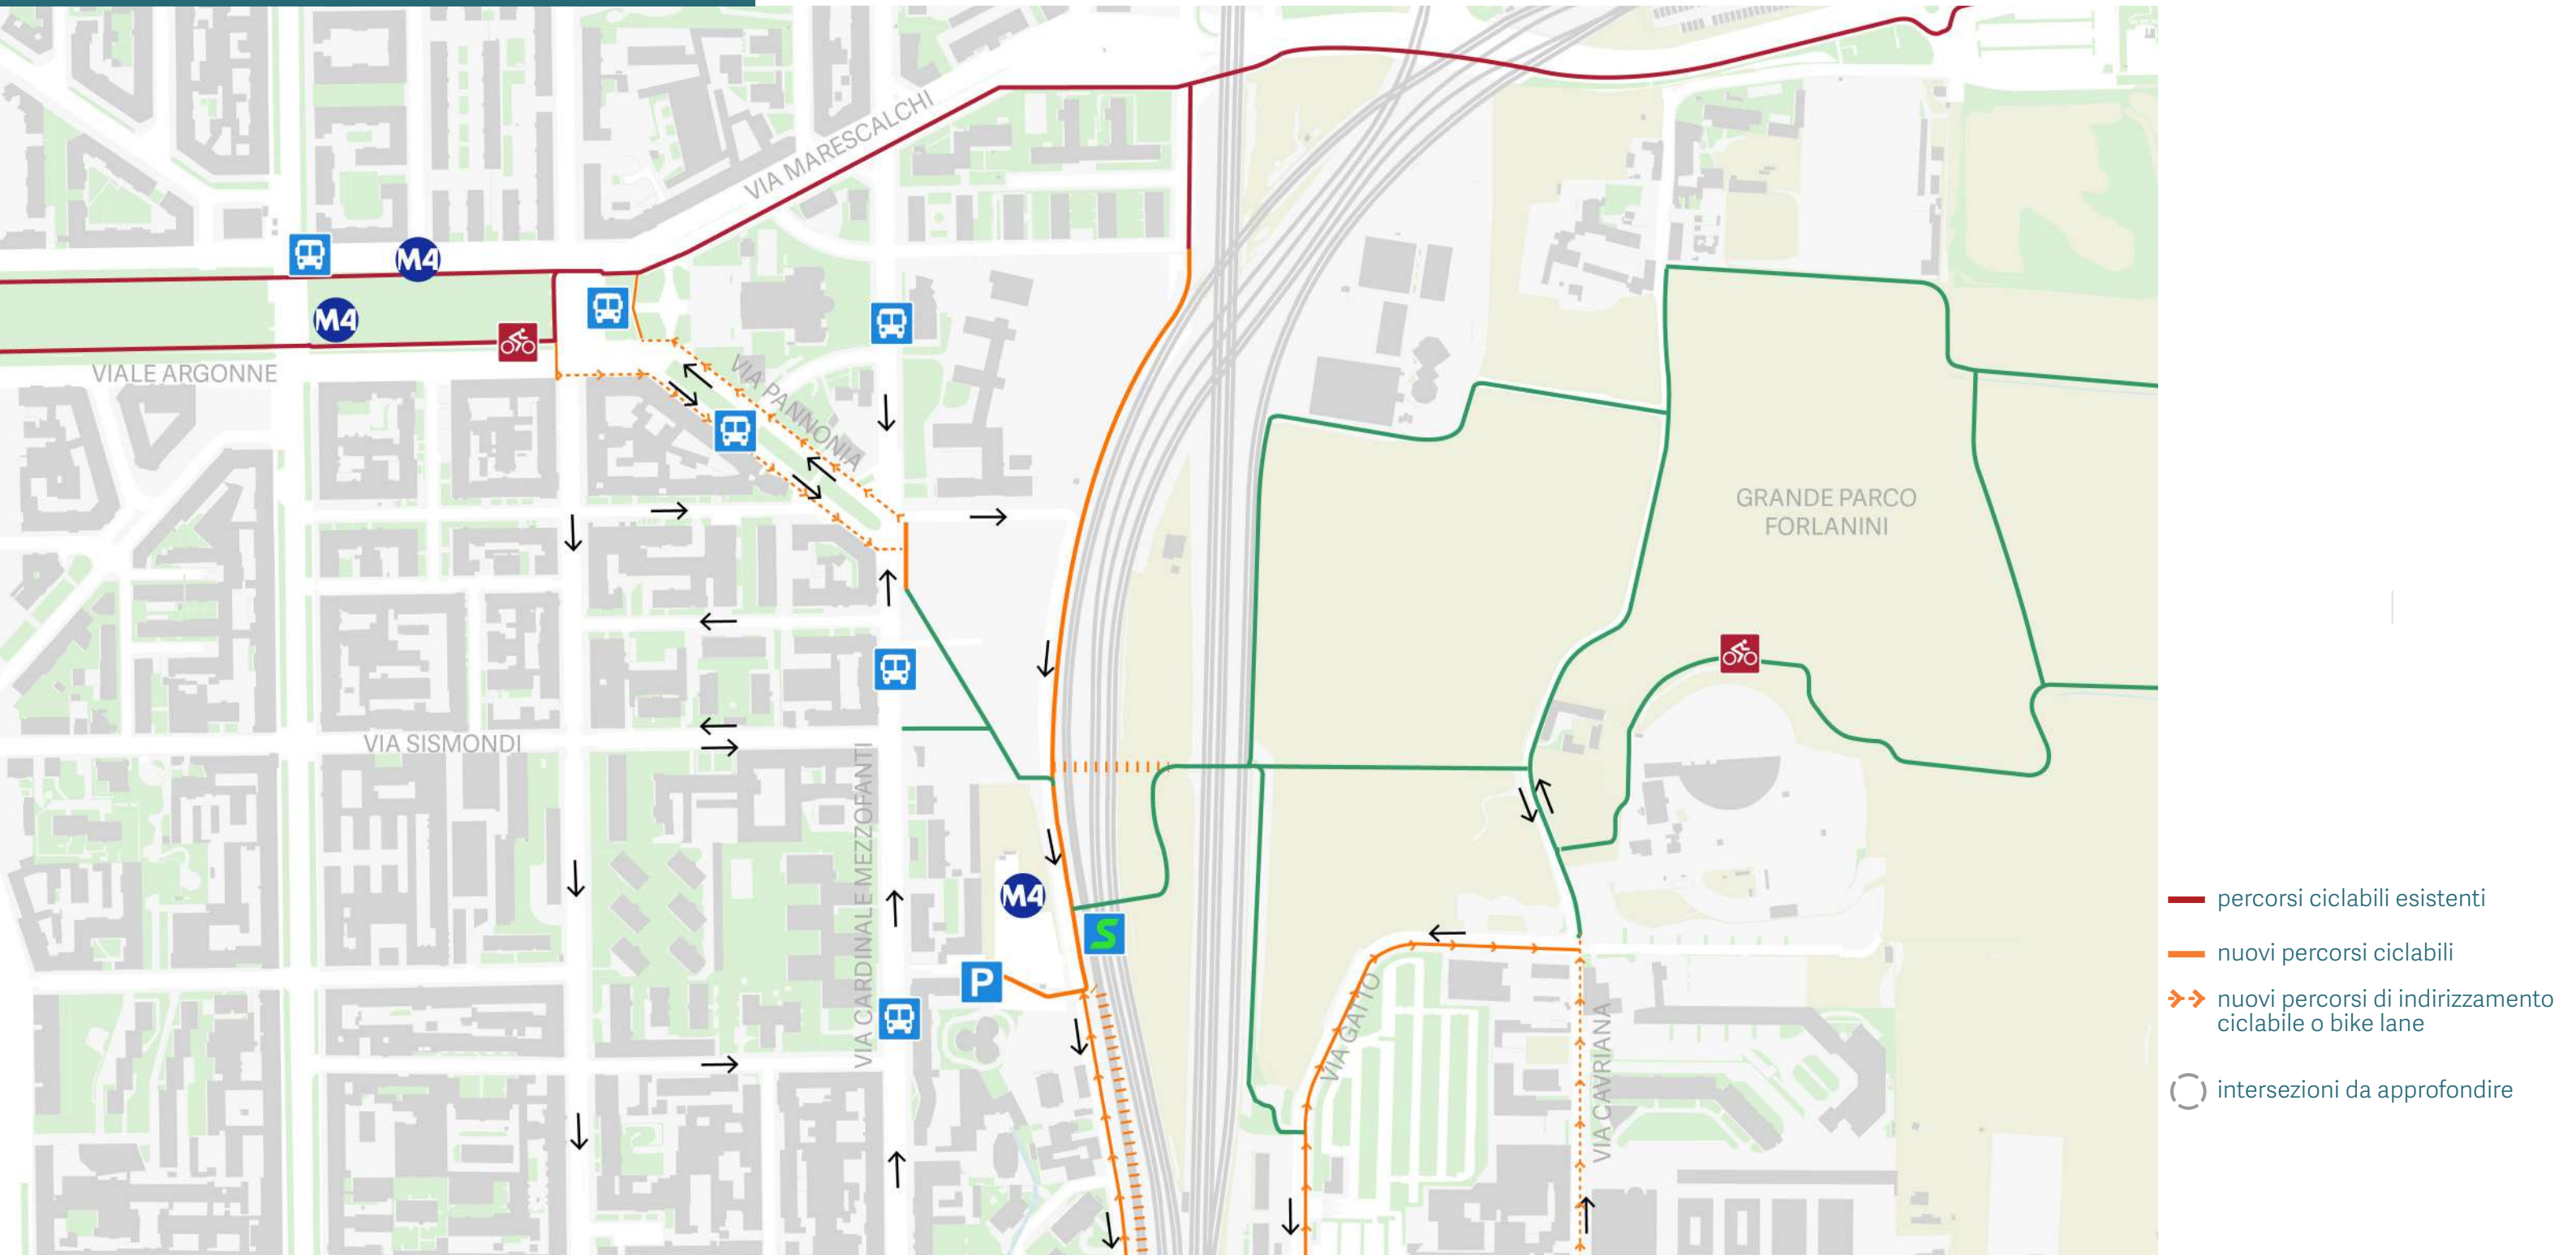 VIA MARESCALCHI
M4
M4
VIALE ARGONNE
VIA PANNONIA
GRANDE PARCO
FORLANINI
VIA SISMONDI
VIA CARDINALE MEZZOFANTI
M4
S
P
VIA GATTO
VIA CAVRIANA
percorsi ciclabili esistenti
nuovi percorsi ciclabili
nuovi percorsi di indirizzamento
ciclabile o bike lane
intersezioni da approfondire